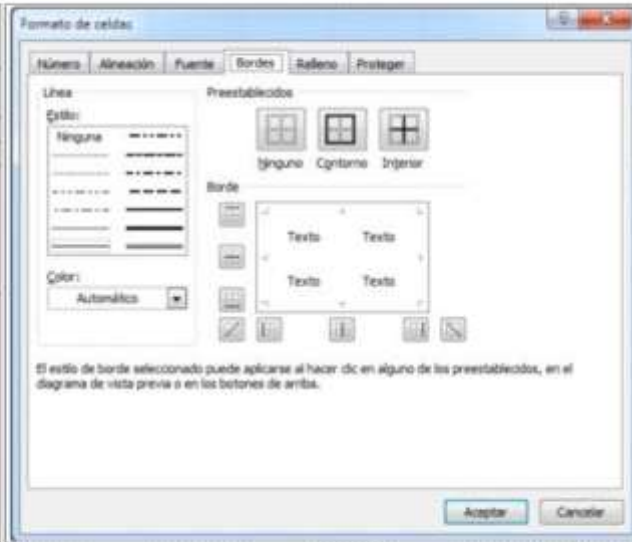 Formato de celdas
Número Alineación Fuente Bordes Relleno Proteger
Línea
Estilo:
Ninguna
Color:
Automático
Preestablecidos
Ninguno Contorno Interior
Borde
Texto Texto
Texto Texto
El estilo de borde seleccionado puede aplicarse al hacer clic en alguno de los preestablecidos, en el
diagrama de vista previa o en los botones de arriba.
Aceptar Cancelar